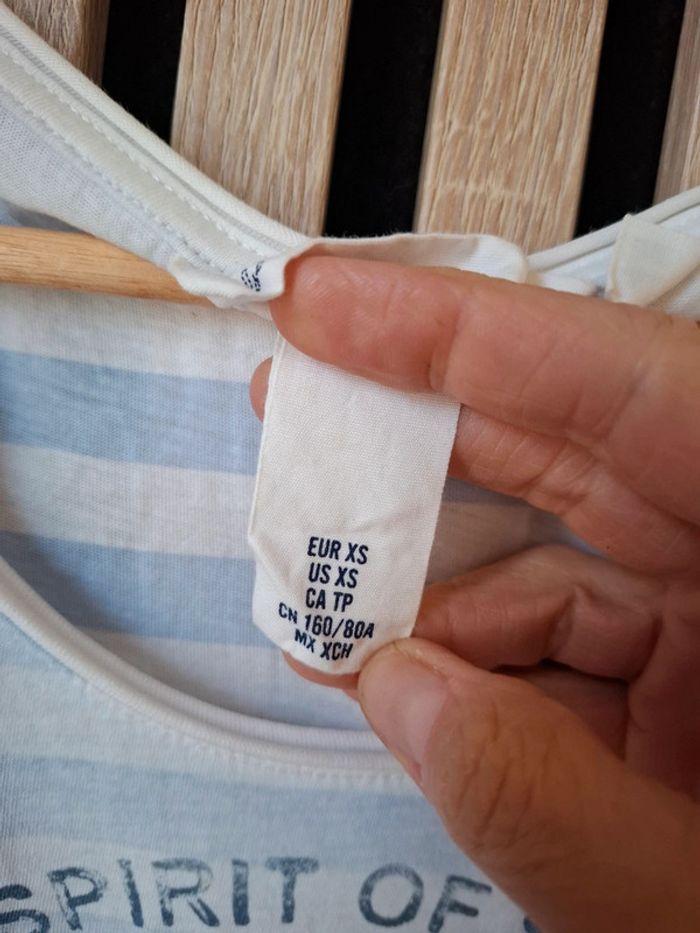 EUR XS
US XS
CA TP
CN 160/80A
MX XCH
SPIRIT OF